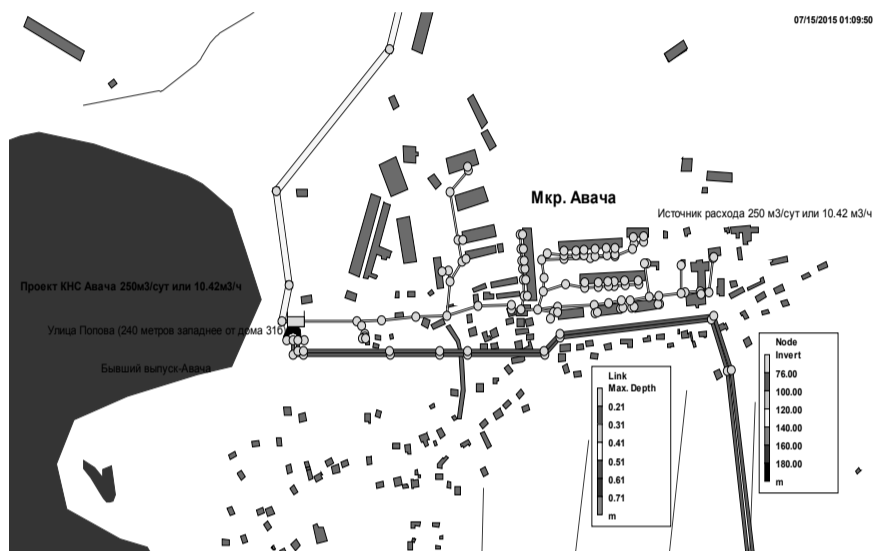 07/15/2015 01:09:50
Мкр. Авача
Источник расхода 250 м3/сут или 10.42 м3/ч
Проект КНС Авача 250м3/сут или 10.42м3/ч
Улица Попова (240 метров западнее от дома 31б)
Бывший выпуск-Авача
Link
Max. Depth
0.21
0.31
0.41
0.51
0.61
0.71
m
Node
Invert
76.00
100.00
120.00
140.00
160.00
180.00
m